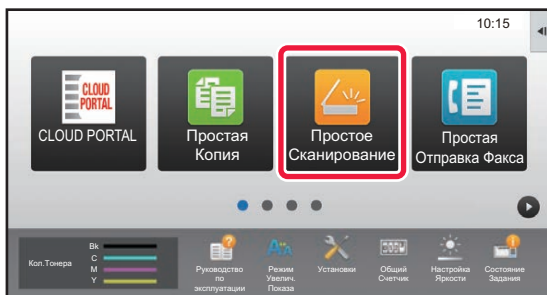 10:15
CLOUD
PORTAL
CLOUD PORTAL
Простая
Копия
Простое
Сканирование
Простая
Отправка Факса
Кол.Тонера
Bk
C
M
Y
Руководство
по
эксплуатации
Режим
Увелич.
Показа
Установки
Общий
Счетчик
Настройка
Яркости
Состояние
Задания